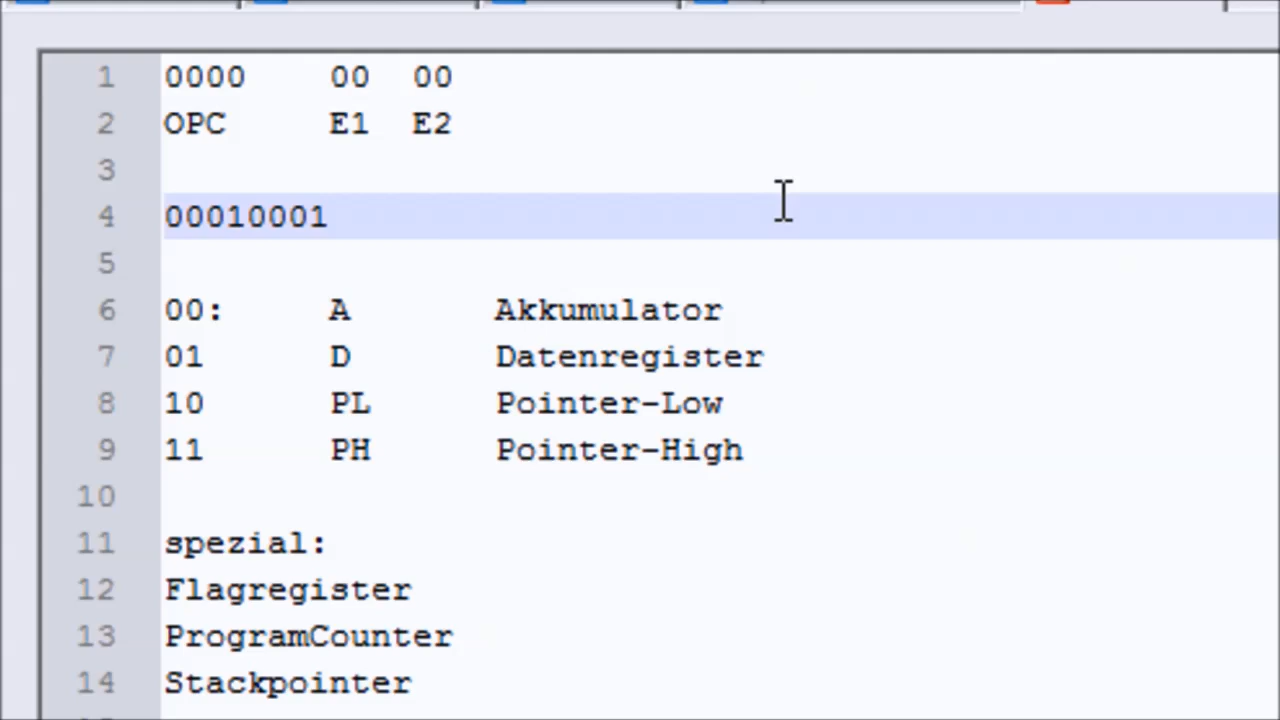 1 0000 00 00
2 OPC E1 E2
3
4 00010001
5
6 00: A Akkumulator
7 01 D Datenregister
8 10 PL Pointer-Low
9 11 PH Pointer-High
10
11 spezial:
12 Flagregister
13 ProgramCounter
14 Stackpointer